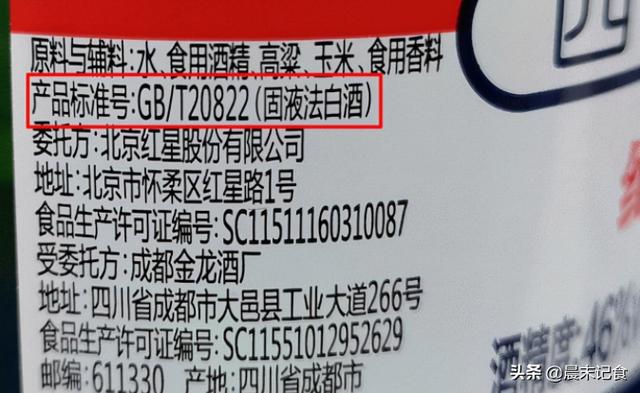 原料与辅料:水、食用酒精、高粱、玉米、食用香料
产品标准号:GB/T20822(固液法白酒)
委托方:北京红星股份有限公司
地址:北京市怀柔区红星路1号
食品生产许可证编号:SC11511160310087
受委托方:成都金龙酒厂
地址:四川省成都市大邑县工业大道266号
食品生产许可证编号:SC11551012952629
邮编:611330 产地:四川省成都市
酒精度:46%
头条 @晨末记食